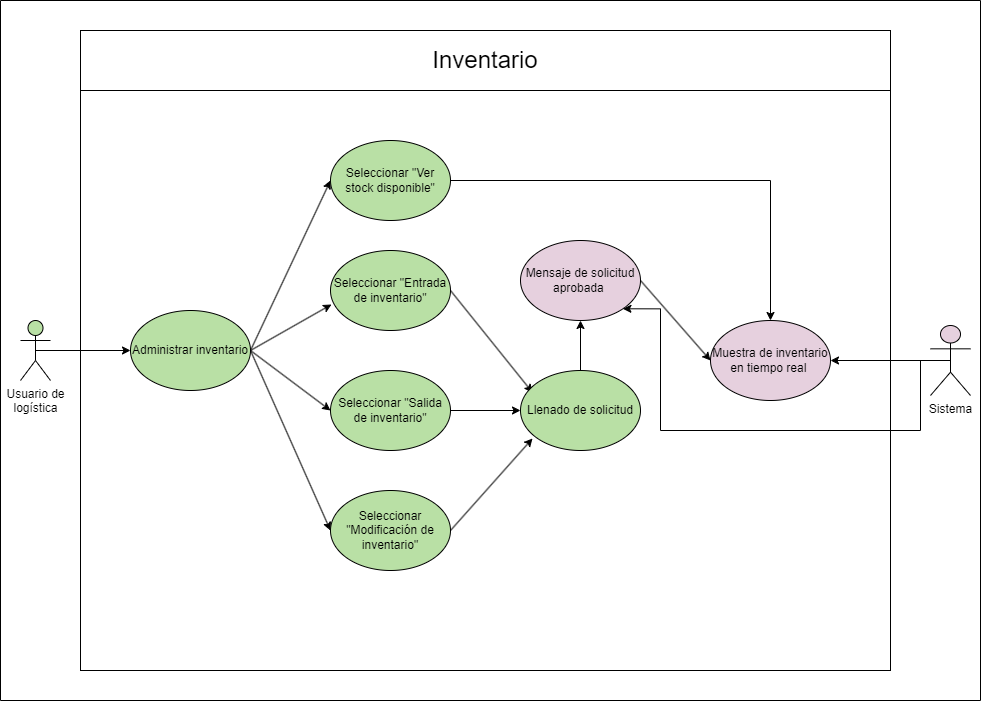 Inventario
Seleccionar "Ver
stock disponible"
Seleccionar "Entrada
de inventario"
Mensaje de solicitud
aprobada
Administrar inventario
Muestra de inventario
en tiempo real
Usuario de
logística
Seleccionar "Salida
de inventario"
Llenado de solicitud
Sistema
Seleccionar
"Modificación de
inventario"